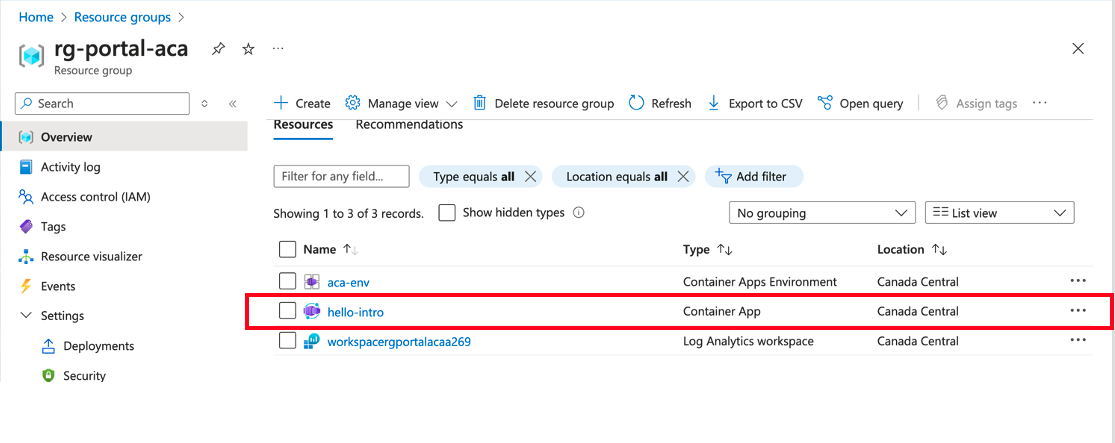 Home > Resource groups >
rg-portal-aca
Resource group
Search
Overview
Activity log
Access control (IAM)
Tags
Resource visualizer
Events
Settings
Deployments
Security
Create Manage view Delete resource group Refresh Export to CSV Open query Assign tags
Resources Recommendations
Filter for any field... Type equals all Location equals all Add filter
Showing 1 to 3 of 3 records. Show hidden types No grouping List view
Name Type Location
aca-env Container Apps Environment Canada Central
hello-intro Container App Canada Central
workspacergportalacaa269 Log Analytics workspace Canada Central